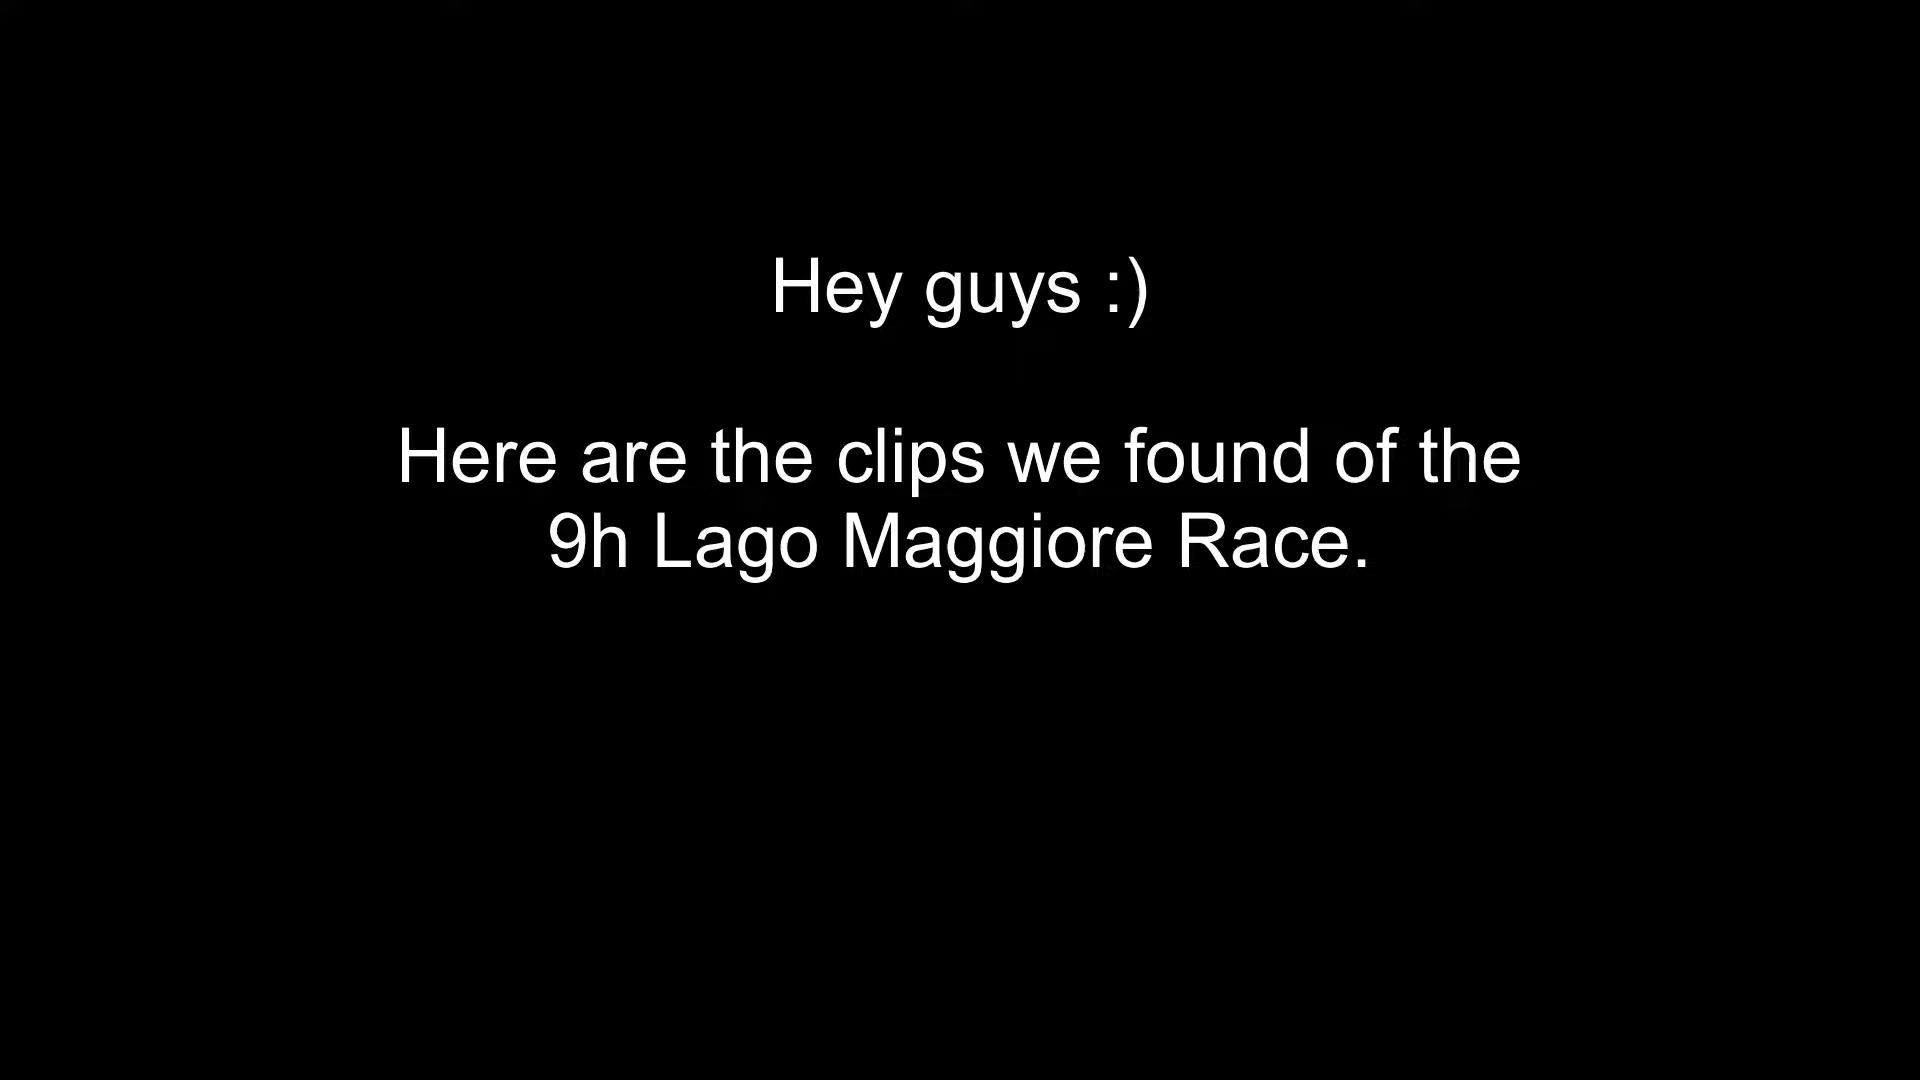 Hey guys :)
Here are the clips we found of the
9h Lago Maggiore Race.